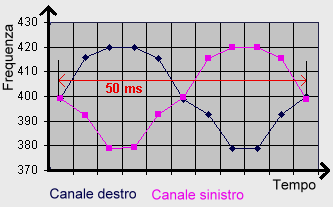 Frequenza
430
420
410
400
390
380
370
50 ms
Tempo
Canale destro
Canale sinistro